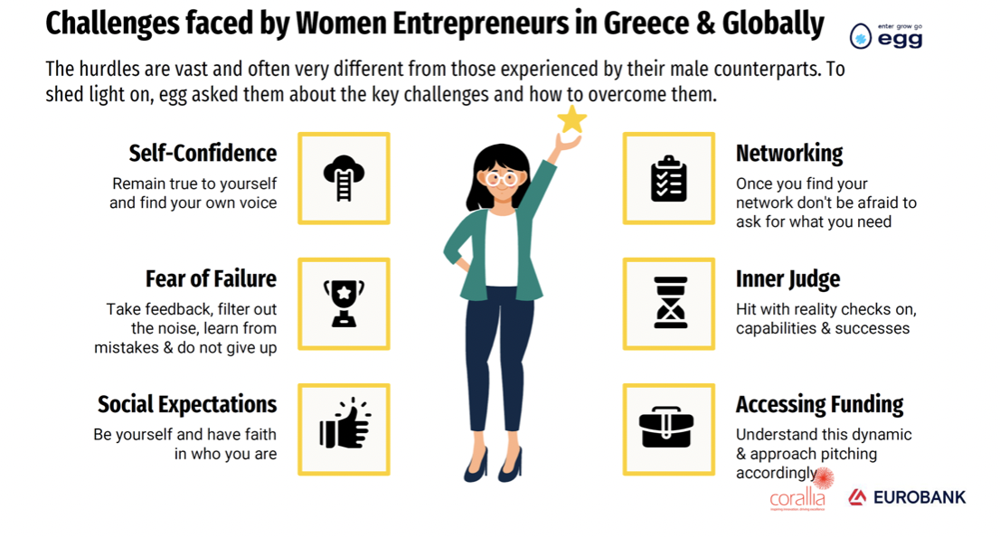 Challenges faced by Women Entrepreneurs in Greece & Globally
enter grow go
egg
The hurdles are vast and often very different from those experienced by their male counterparts. To
shed light on, egg asked them about the key challenges and how to overcome them.
Self-Confidence
Remain true to yourself
and find your own voice
Fear of Failure
Take feedback, filter out
the noise, learn from
mistakes & do not give up
Social Expectations
Be yourself and have faith
in who you are
Networking
Once you find your
network don't be afraid to
ask for what you need
Inner Judge
Hit with reality checks on,
capabilities & successes
Accessing Funding
Understand this dynamic
& approach pitching
accordingly
corallia
inspiring innovation, driving excellence
EUROBANK